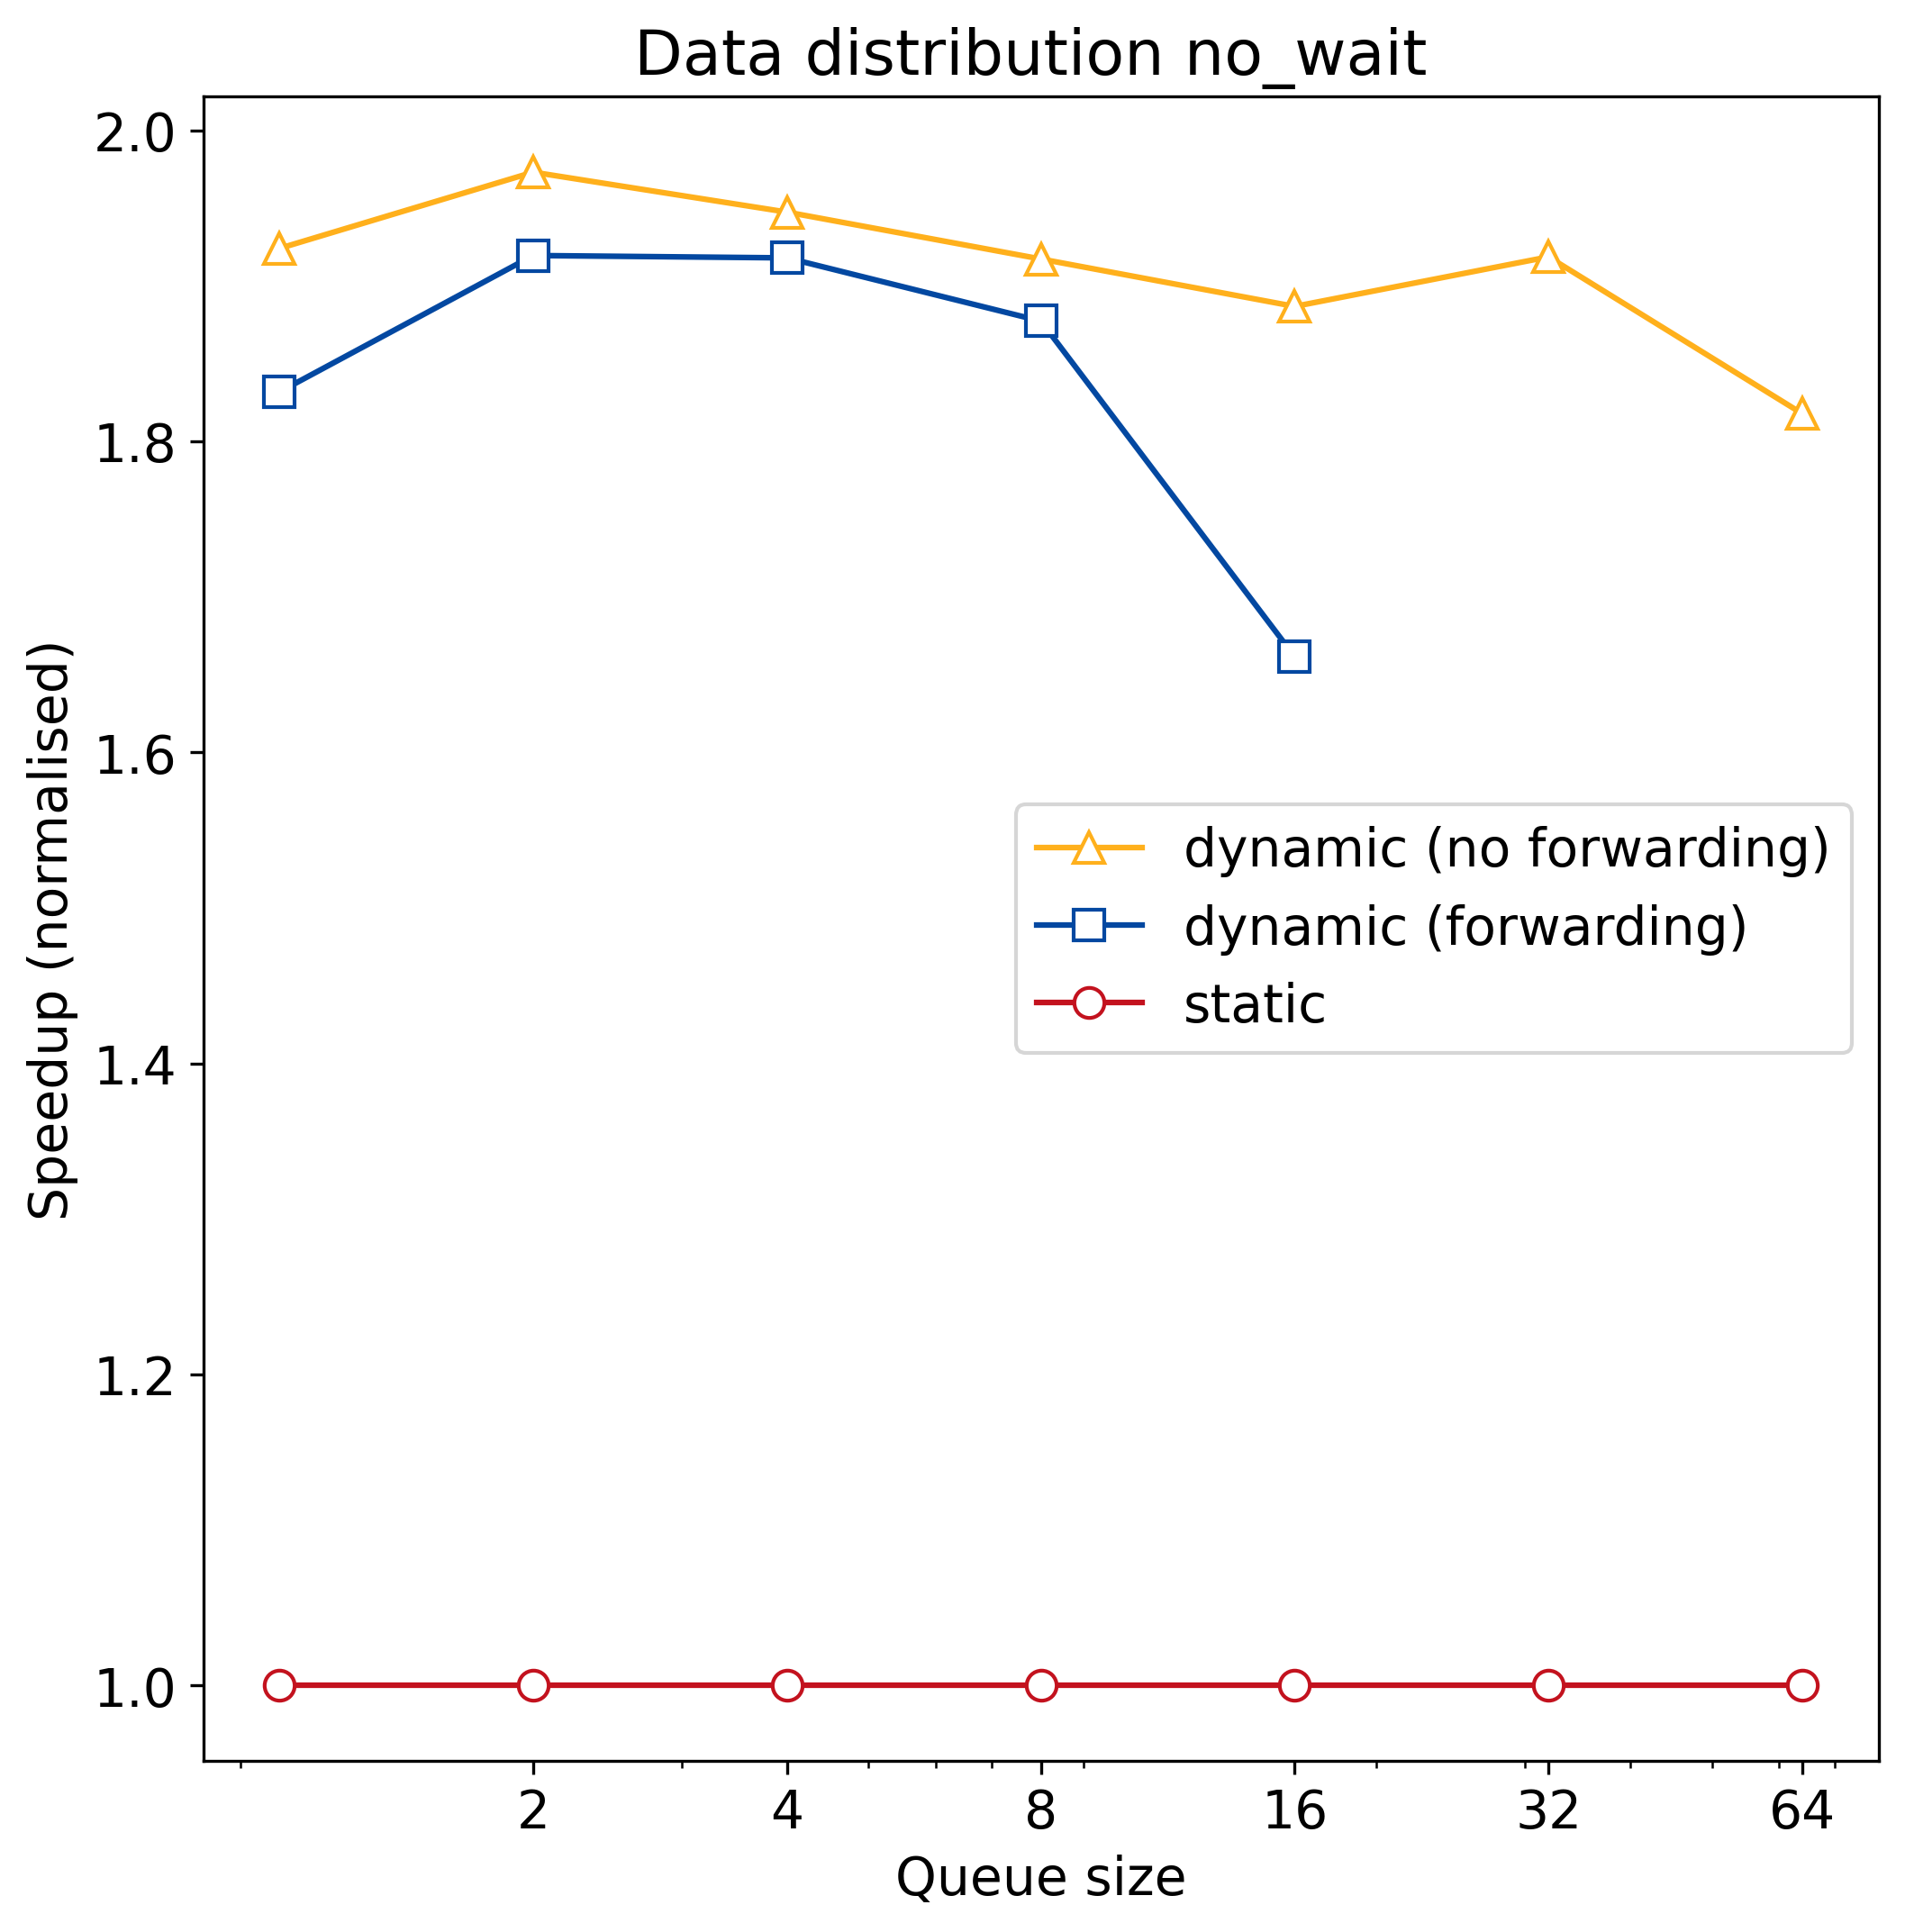 Data distribution no_wait
Speedup (normalised)
2.0
1.8
1.6
1.4
1.2
1.0
dynamic (no forwarding)
dynamic (forwarding)
static
2 4 8 16 32 64
Queue size